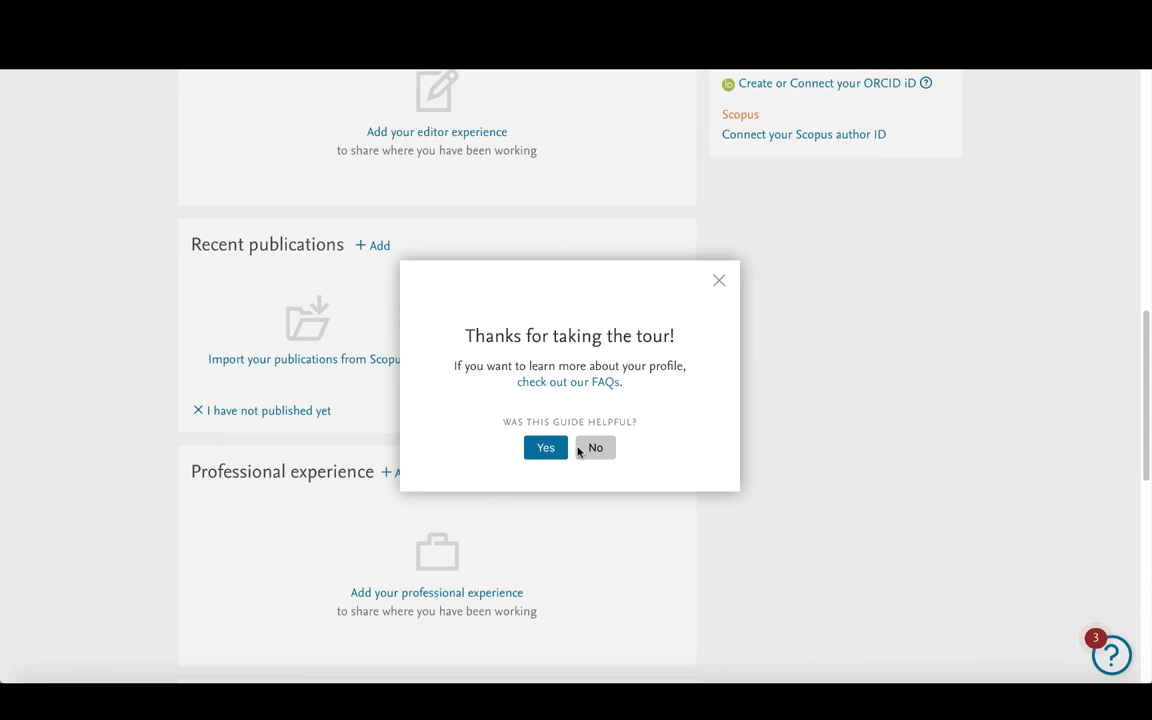 Create or Connect your ORCID iD
Scopus
Connect your Scopus author ID
Add your editor experience
to share where you have been working
Recent publications + Add
Import your publications from Scopu
× I have not published yet
Thanks for taking the tour!
If you want to learn more about your profile,
check out our FAQs.
WAS THIS GUIDE HELPFUL?
Yes No
Professional experience + A
Add your professional experience
to share where you have been working
3
?